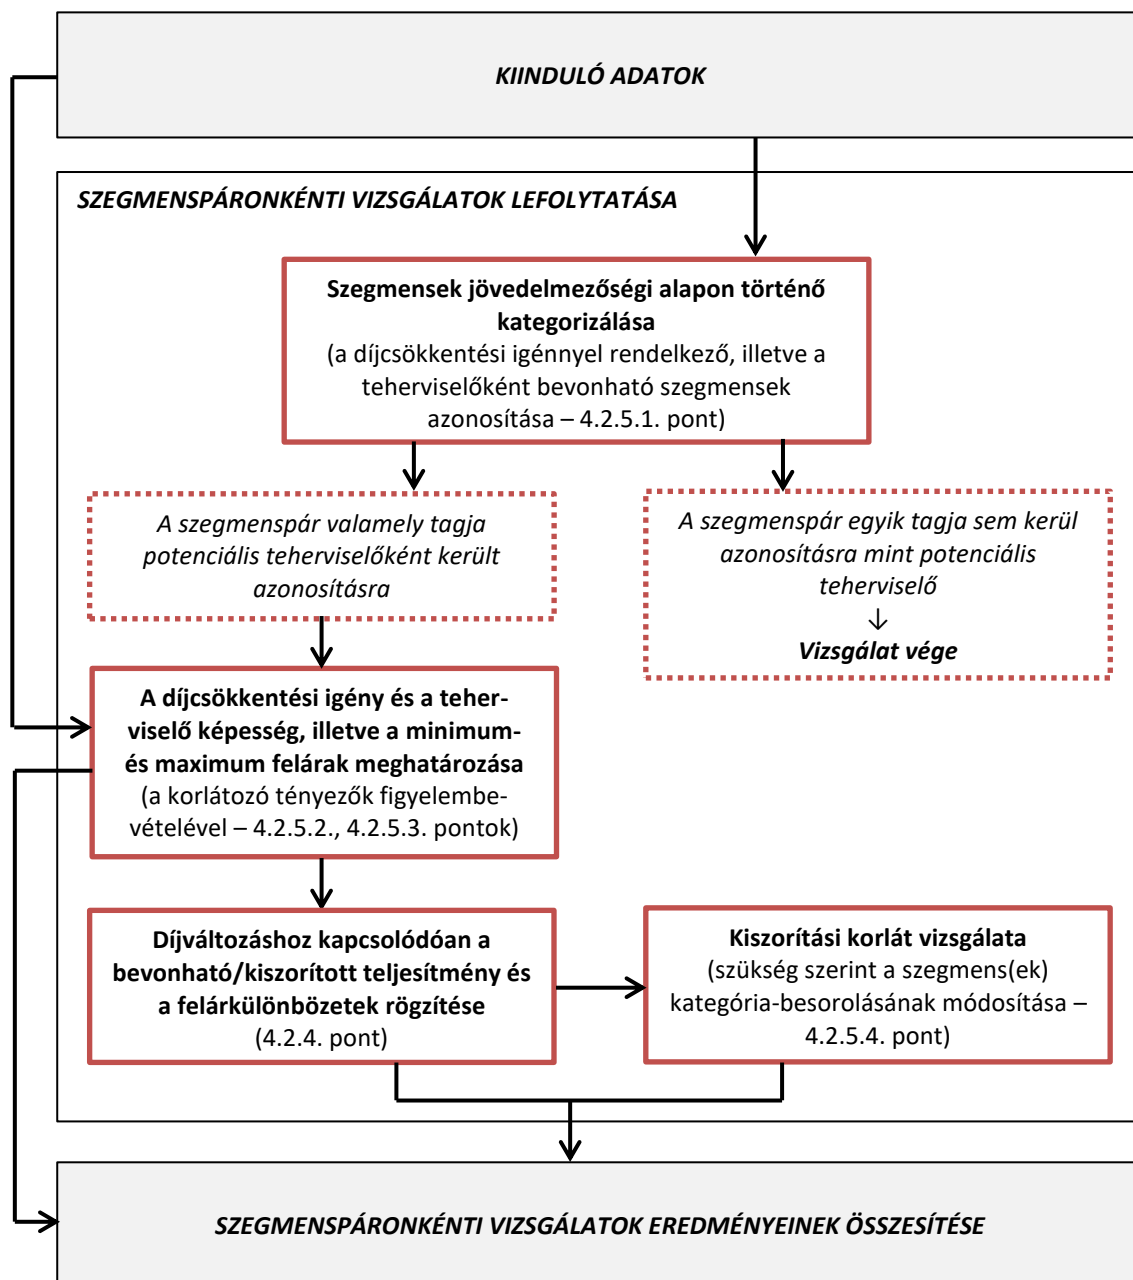 KIINDULÓ ADATOK
SZEGMENSPÁRONKÉNTI VIZSGÁLATOK LEFOLYTATÁSA
Szegmensek jövedelmezőségi alapon történő
kategorizálása
(a díjcsökkentési igénnyel rendelkező, illetve a
teherviselőként bevonható szegmensek
azonosítása – 4.2.5.1. pont)
A szegmenspár valamely tagja
potenciális teherviselőként került
azonosításra
A szegmenspár egyik tagja sem kerül
azonosításra mint potenciális
teherviselő
↓
Vizsgálat vége
A díjcsökkentési igény és a teher-
viselő képesség, illetve a minimum-
és maximum felárak meghatározása
(a korlátozó tényezők figyelembe-
vételével – 4.2.5.2., 4.2.5.3. pontok)
Díjváltozáshoz kapcsolódóan a
bevonható/kiszorított teljesítmény és
a felárkülönbözetek rögzítése
(4.2.4. pont)
Kiszorítási korlát vizsgálata
(szükség szerint a szegmens(ek)
kategória-besorolásának módosítása –
4.2.5.4. pont)
SZEGMENSPÁRONKÉNTI VIZSGÁLATOK EREDMÉNYEINEK ÖSSZESÍTÉSE